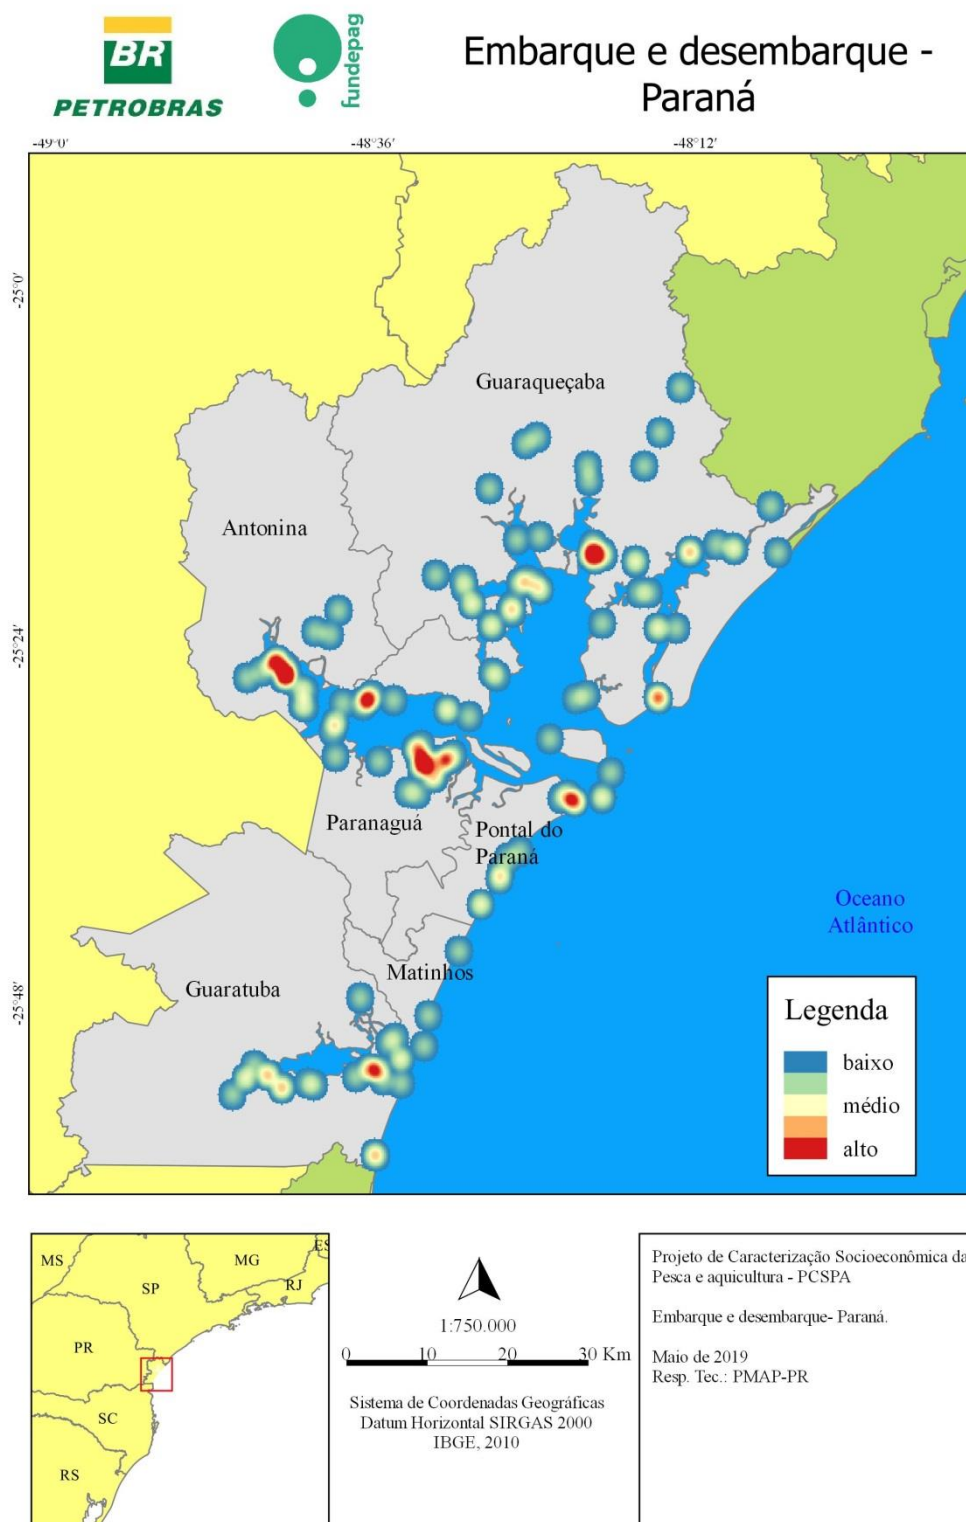 BR
PETROBRAS
fundepag
Embarque e desembarque -
Paraná
-49°0'
-48°36'
-48°12'
-25°0'
-25°24'
-25°48'
Guaraqueçaba
Antonina
Paranaguá
Pontal do
Paraná
Oceano
Atlântico
Matinhos
Guaratuba
Legenda
baixo
médio
alto
MS
MG
ES
SP
RJ
PR
SC
RS
1:750.000
0 10 20 30 Km
Sistema de Coordenadas Geográficas
Datum Horizontal SIRGAS 2000
IBGE, 2010
Projeto de Caracterização Socioeconômica da
Pesca e aquicultura - PCSPA
Embarque e desembarque- Paraná.
Maio de 2019
Resp. Tec.: PMAP-PR